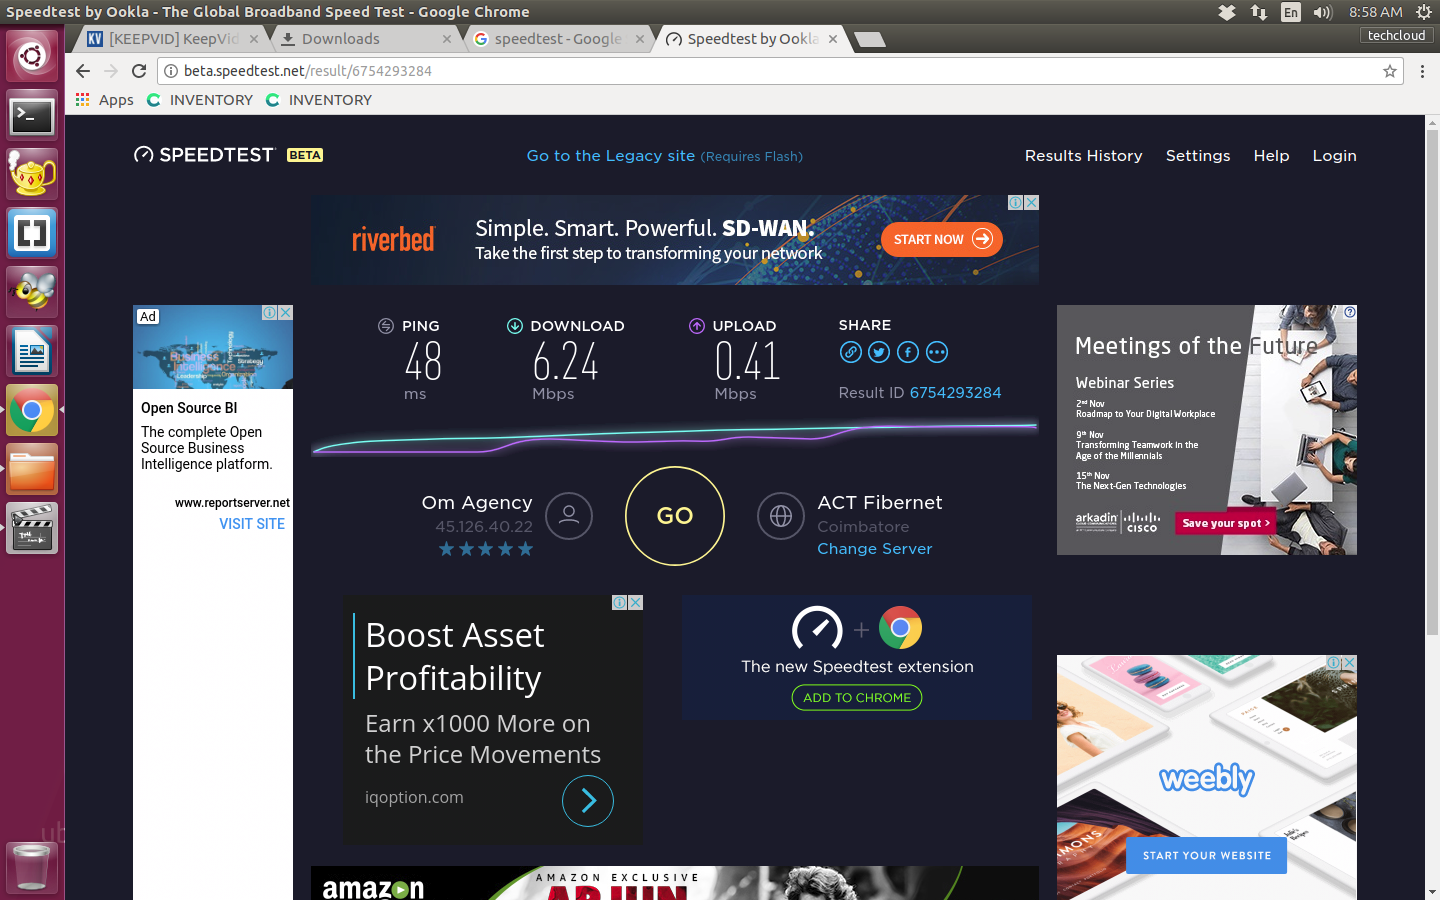 Speedtest by Ookla - The Global Broadband Speed Test - Google Chrome
En
8:58 AM
techcloud
KV [KEEPVID] KeepVid
Downloads
speedtest - Google
Speedtest by Ookla
beta.speedtest.net/result/6754293284
Apps
INVENTORY
INVENTORY
SPEEDTEST BETA
Go to the Legacy site (Requires Flash)
Results History
Settings
Help
Login
riverbed
Simple. Smart. Powerful. SD-WAN.
Take the first step to transforming your network
START NOW
Ad
Business
Intelligence
Technology
Strategy
Leadership
Open Source BI
The complete Open
Source Business
Intelligence platform.
www.reportserver.net
VISIT SITE
PING
48
ms
DOWNLOAD
6.24
Mbps
UPLOAD
0.41
Mbps
SHARE
Result ID 6754293284
Om Agency
45.126.40.22
GO
ACT Fibernet
Coimbatore
Change Server
Meetings of the Future
Webinar Series
2nd Nov
Roadmap to Your Digital Workplace
9th Nov
Transforming Teamwork in the
Age of the Millennials
15th Nov
The Next-Gen Technologies
arkadin
CISCO
Save your spot >
Boost Asset
Profitability
Earn x1000 More on
the Price Movements
iqoption.com
The new Speedtest extension
ADD TO CHROME
weebly
START YOUR WEBSITE
amazon
AMAZON EXCLUSIVE